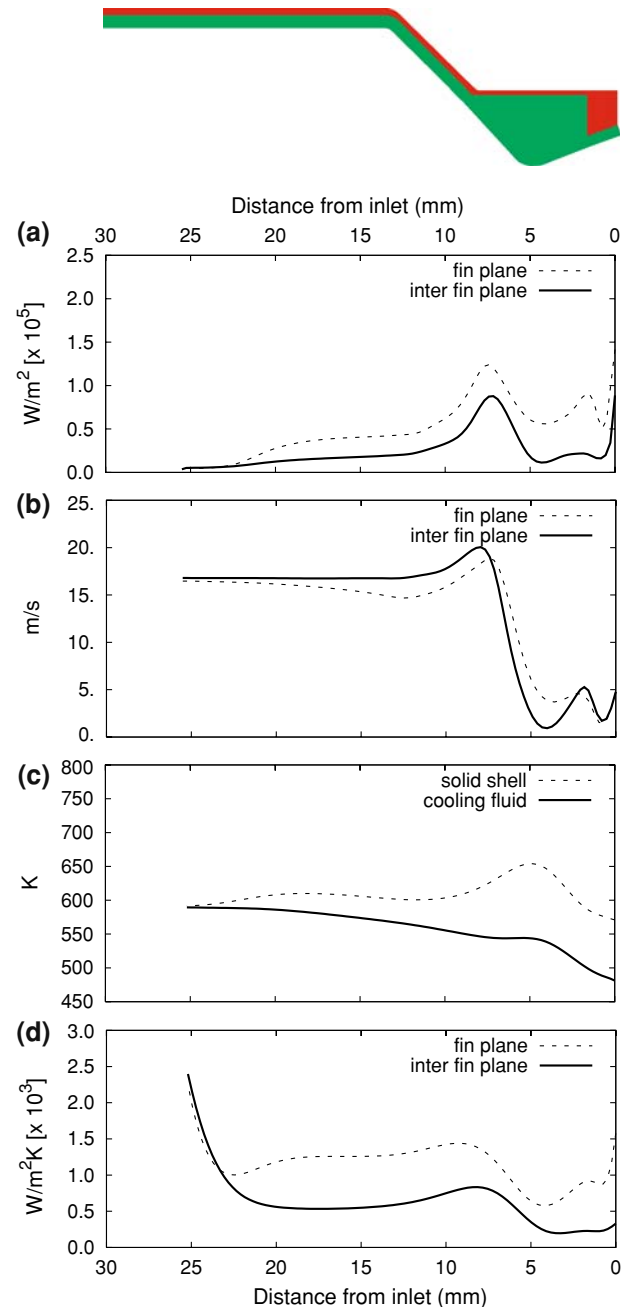 Distance from inlet (mm)
(a) 30 25 20 15 10 5 0
2.5
2.0
1.5
1.0
0.5
0.0
W/m² [x 10⁵]
fin plane
inter fin plane
(b)
25.
20.
15.
10.
5.
0.
m/s
fin plane
inter fin plane
(c)
800
750
700
650
600
550
500
450
K
solid shell
cooling fluid
(d)
3.0
2.5
2.0
1.5
1.0
0.5
0.0
W/m²K [x 10³]
fin plane
inter fin plane
30 25 20 15 10 5 0
Distance from inlet (mm)